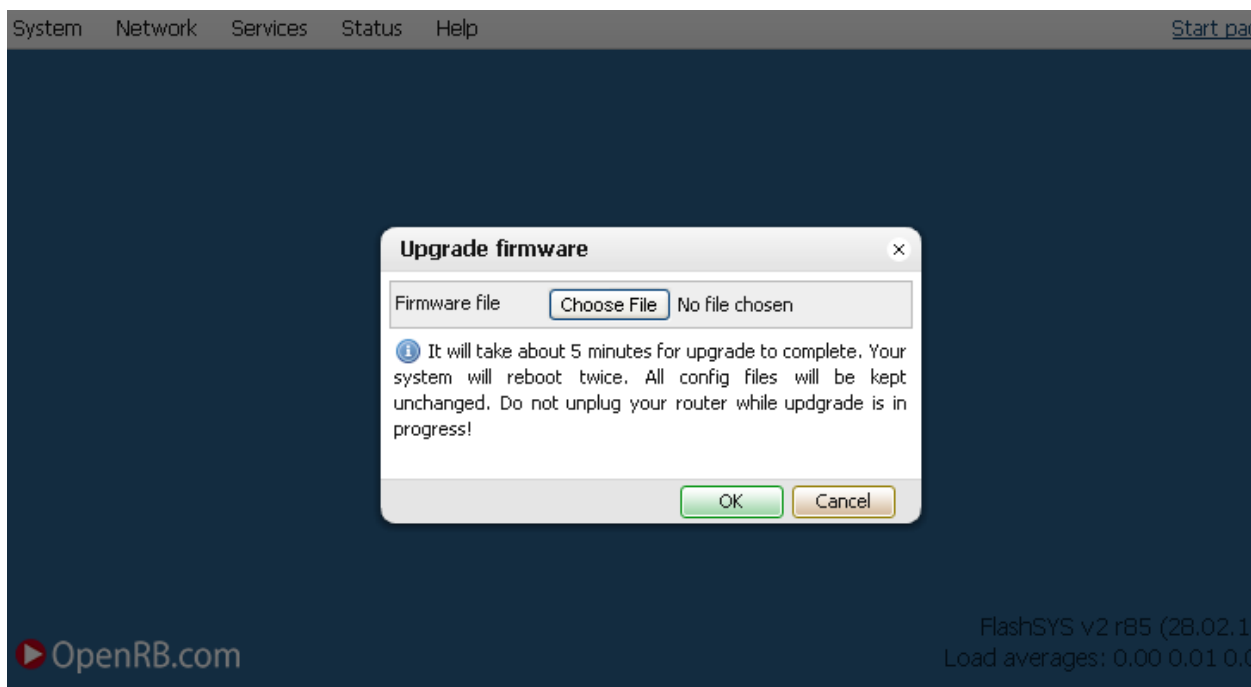 System Network Services Status Help Start
Upgrade firmware
Firmware file Choose File No file chosen
It will take about 5 minutes for upgrade to complete. Your
system will reboot twice. All config files will be kept
unchanged. Do not unplug your router while updgrade is in
progress!
OK Cancel
FlashSYS v2 r85 (28.02.1
OpenRB.com
Load averages: 0.00 0.01 0.0